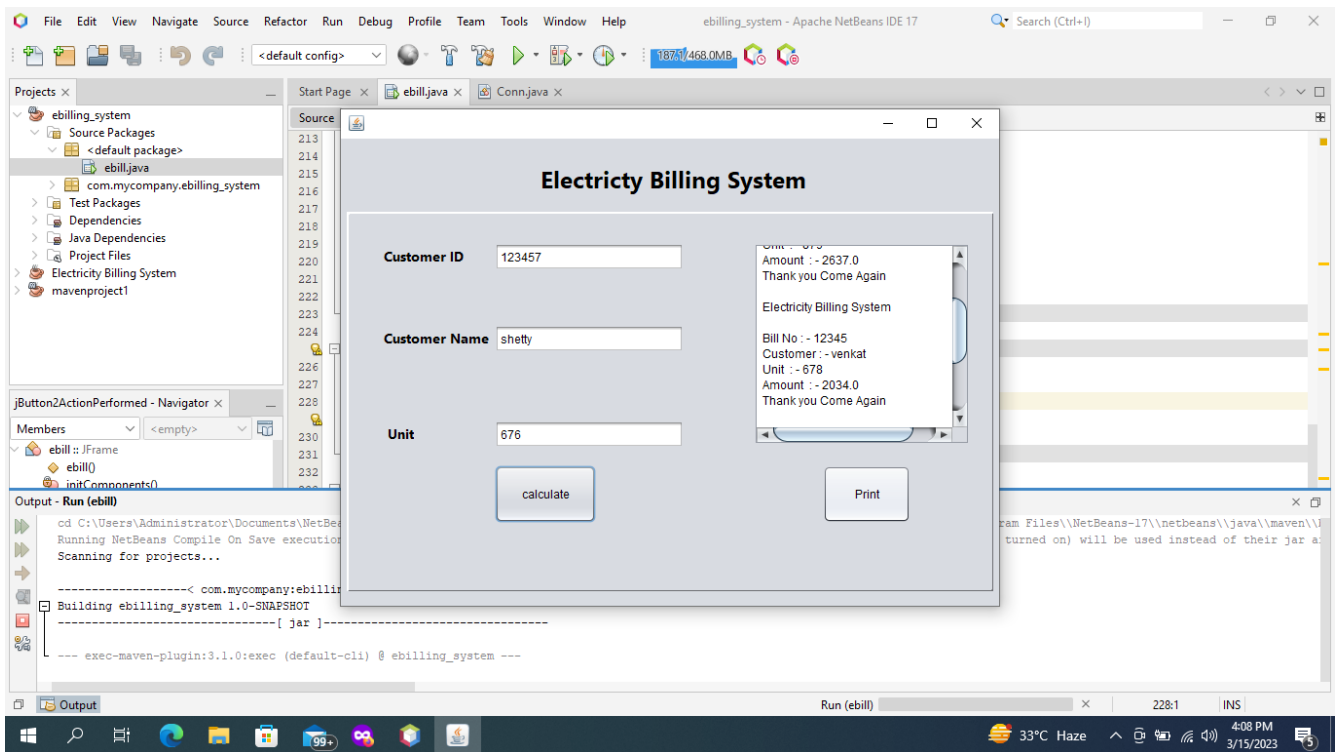 File Edit View Navigate Source Refactor Run Debug Profile Team Tools Window Help ebilling_system - Apache NetBeans IDE 17 Search (Ctrl+I)
<default config> 468.0MB
Projects
Start Page ebill.java Conn.java
ebilling_system
Source Packages
<default package>
ebill.java
com.mycompany.ebilling_system
Test Packages
Dependencies
Java Dependencies
Project Files
Electricity Billing System
mavenproject1
Source
213
214
215
216
217
218
219
220
221
222
223
224
226
227
228
230
231
232
Electricty Billing System
Customer ID 123457
Customer Name shetty
Unit 676
calculate
Amount : - 2637.0
Thank you Come Again
Electricity Billing System
Bill No : - 12345
Customer : - venkat
Unit : - 678
Amount : - 2034.0
Thank you Come Again
Print
jButton2ActionPerformed - Navigator
Members <empty>
ebill :: JFrame
ebill()
initComponents()
Output - Run (ebill)
cd C:\Users\Administrator\Documents\NetBea ram Files\\NetBeans-17\\netbeans\\java\\maven\\
Running NetBeans Compile On Save execution turned on) will be used instead of their jar a
Scanning for projects...
-------------------< com.mycompany:ebillin
Building ebilling_system 1.0-SNAPSHOT
--------------------------------[ jar ]---------------------------------
--- exec-maven-plugin:3.1.0:exec (default-cli) @ ebilling_system ---
Output Run (ebill) 228:1 INS
99+ 33°C Haze 4:08 PM
3/15/2023 5